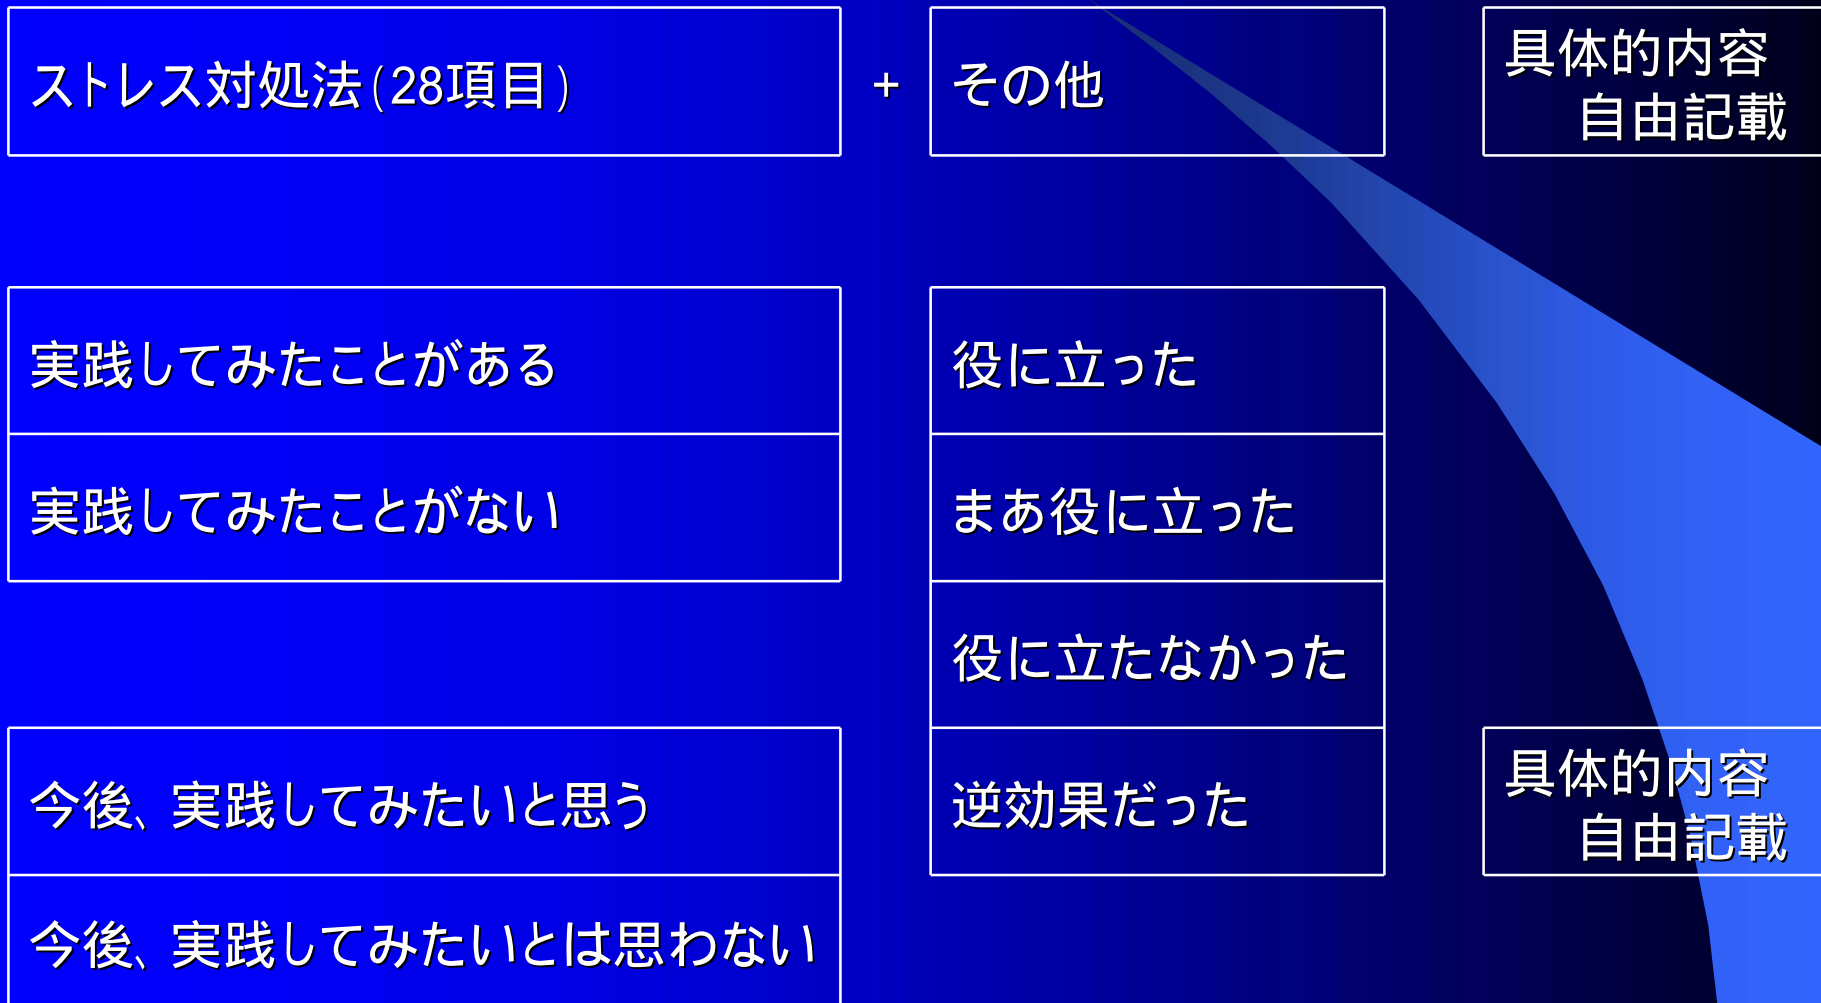 ストレス対処法(28項目)
+
その他
具体的内容
自由記載
実践してみたことがある
役に立った
実践してみたことがない
まあ役に立った
役に立たなかった
今後、実践してみたいと思う
逆効果だった
具体的内容
自由記載
今後、実践してみたいとは思わない